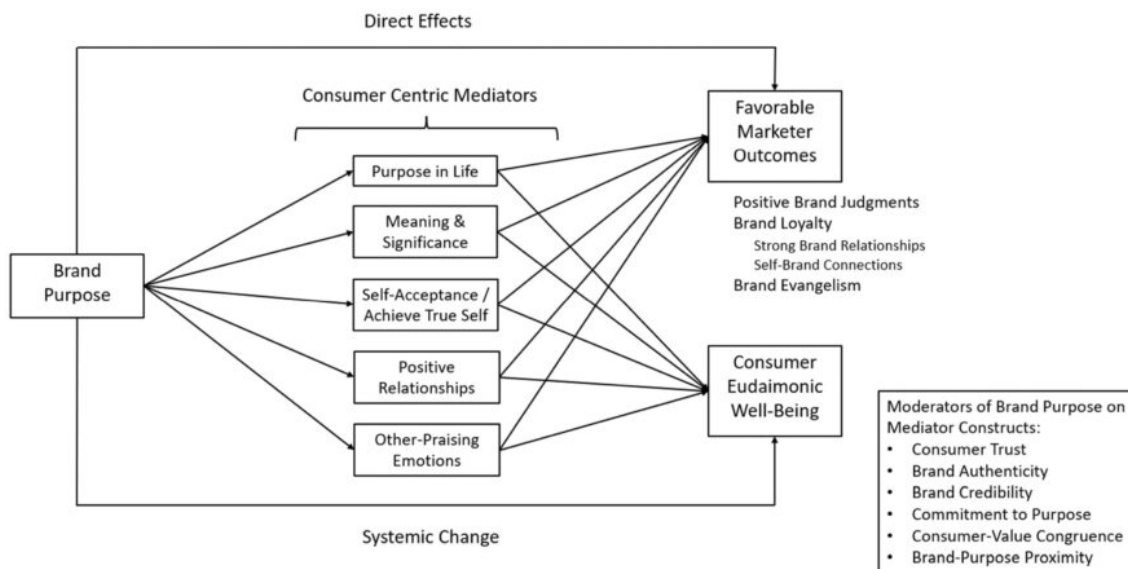 Direct Effects
Consumer Centric Mediators
Favorable
Marketer
Outcomes
Purpose in Life
Positive Brand Judgments
Brand Loyalty
Strong Brand Relationships
Self-Brand Connections
Brand Evangelism
Meaning &
Significance
Brand
Purpose
Self-Acceptance /
Achieve True Self
Positive
Relationships
Consumer
Eudaimonic
Well-Being
Other-Praising
Emotions
Moderators of Brand Purpose on
Mediator Constructs:
• Consumer Trust
• Brand Authenticity
• Brand Credibility
• Commitment to Purpose
• Consumer-Value Congruence
• Brand-Purpose Proximity
Systemic Change